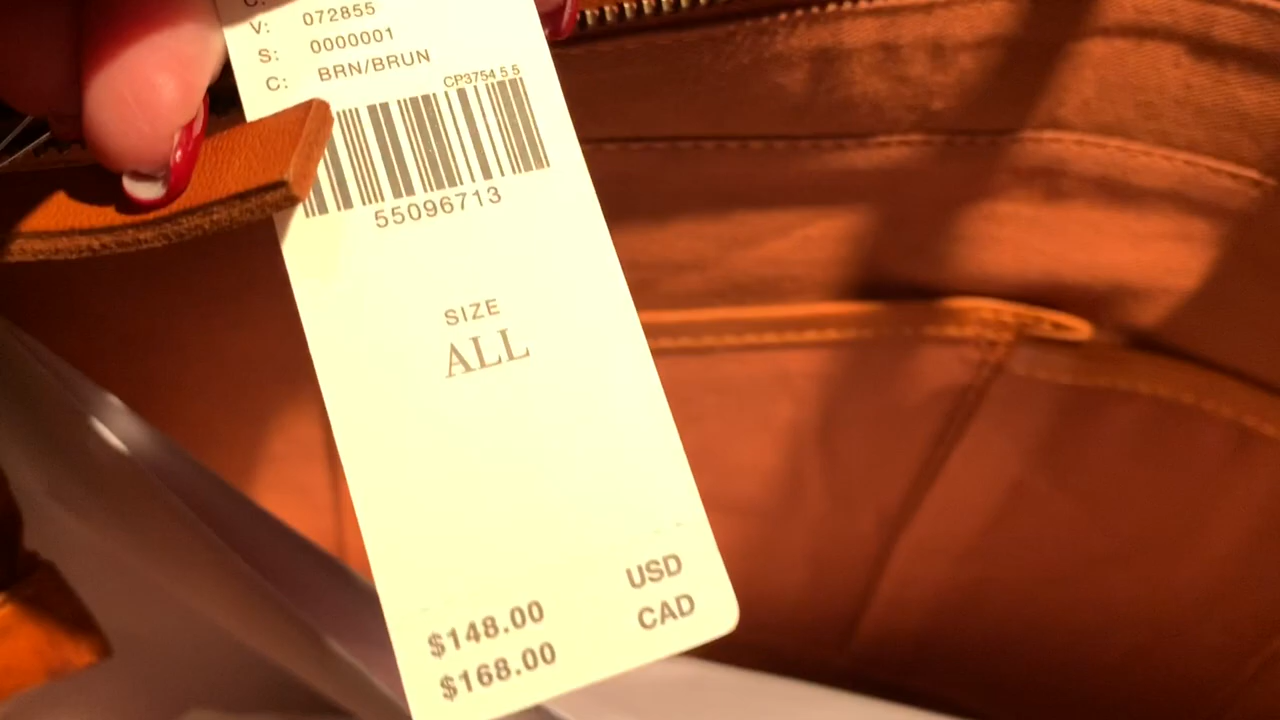 C:
V: 072855
S: 0000001
C: BRN/BRUN
CP3754 5 5
55096713
SIZE
ALL
$148.00 USD
$168.00 CAD